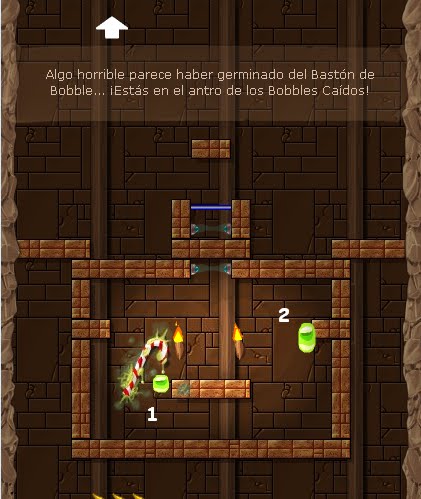 Algo horrible parece haber germinado del Bastón de
Bobble... ¡Estás en el antro de los Bobbles Caídos!
2
1